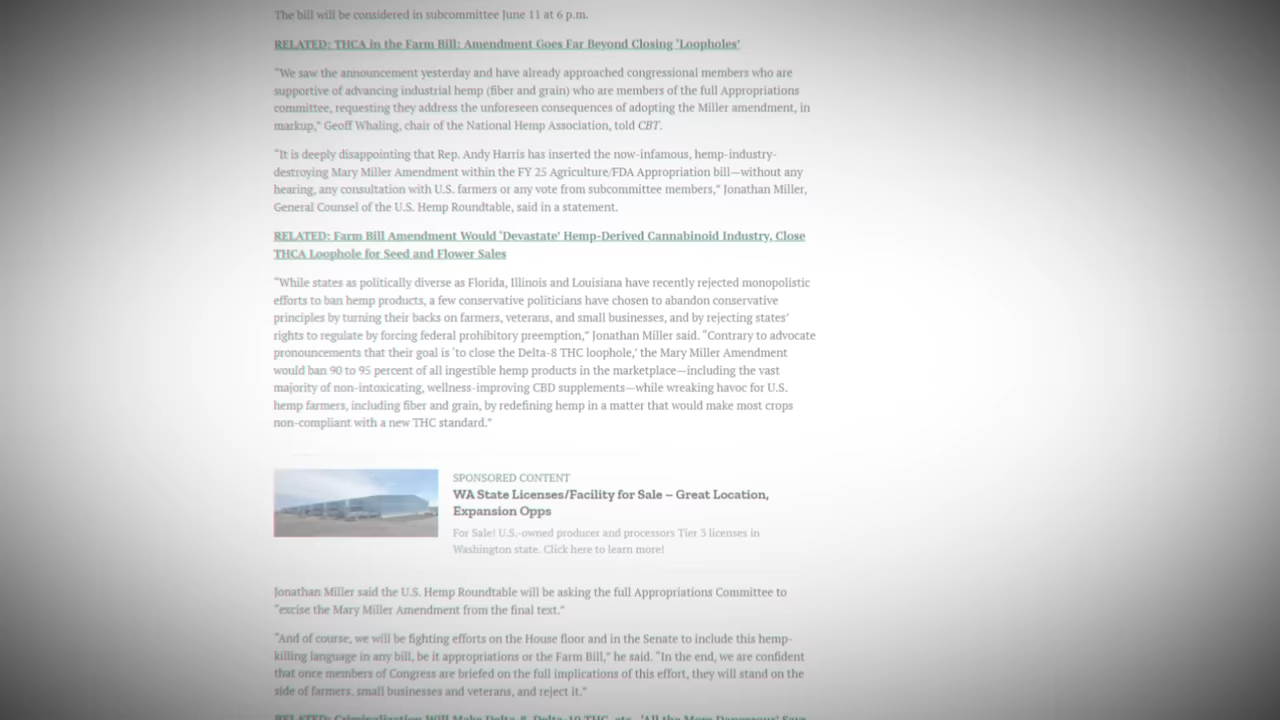 The bill will be considered in subcommittee June 11 at 6 p.m.
RELATED: THCA in the Farm Bill: Amendment Goes Far Beyond Closing ‘Loopholes’
“We saw the announcement yesterday and have already approached congressional members who are
supportive of advancing industrial hemp (fiber and grain) who are members of the full Appropriations
committee, requesting they address the unforeseen consequences of adopting the Miller amendment, in
markup,” Geoff Whaling, chair of the National Hemp Association, told CBT.
“It is deeply disappointing that Rep. Andy Harris has inserted the now-infamous, hemp-industry-
destroying Mary Miller Amendment within the FY 25 Agriculture/FDA Appropriation bill—without any
hearing, any consultation with U.S. farmers or any vote from subcommittee members,” Jonathan Miller,
General Counsel of the U.S. Hemp Roundtable, said in a statement.
RELATED: Farm Bill Amendment Would ‘Devastate’ Hemp-Derived Cannabinoid Industry, Close
THCA Loophole for Seed and Flower Sales
“While states as politically diverse as Florida, Illinois and Louisiana have recently rejected monopolistic
efforts to ban hemp products, a few conservative politicians have chosen to abandon conservative
principles by turning their backs on farmers, veterans, and small businesses, and by rejecting states’
rights to regulate by forcing federal prohibitory preemption,” Jonathan Miller said. “Contrary to advocate
pronouncements that their goal is ‘to close the Delta-8 THC loophole,’ the Mary Miller Amendment
would ban 90 to 95 percent of all ingestible hemp products in the marketplace—including the vast
majority of non-intoxicating, wellness-improving CBD supplements—while wreaking havoc for U.S.
hemp farmers, including fiber and grain, by redefining hemp in a matter that would make most crops
non-compliant with a new THC standard.”
SPONSORED CONTENT
WA State Licenses/Facility for Sale – Great Location,
Expansion Opps
For Sale! U.S.-owned producer and processors Tier 3 licenses in
Washington state. Click here to learn more!
Jonathan Miller said the U.S. Hemp Roundtable will be asking the full Appropriations Committee to
“excise the Mary Miller Amendment from the final text.”
“And of course, we will be fighting efforts on the House floor and in the Senate to include this hemp-
killing language in any bill, be it appropriations or the Farm Bill,” he said. “In the end, we are confident
that once members of Congress are briefed on the full implications of this effort, they will stand on the
side of farmers, small businesses and veterans, and reject it.”
RELATED: Criminalization Will Make Delta-8, Delta-10 THC, etc., ‘All the More Dangerous’ Says